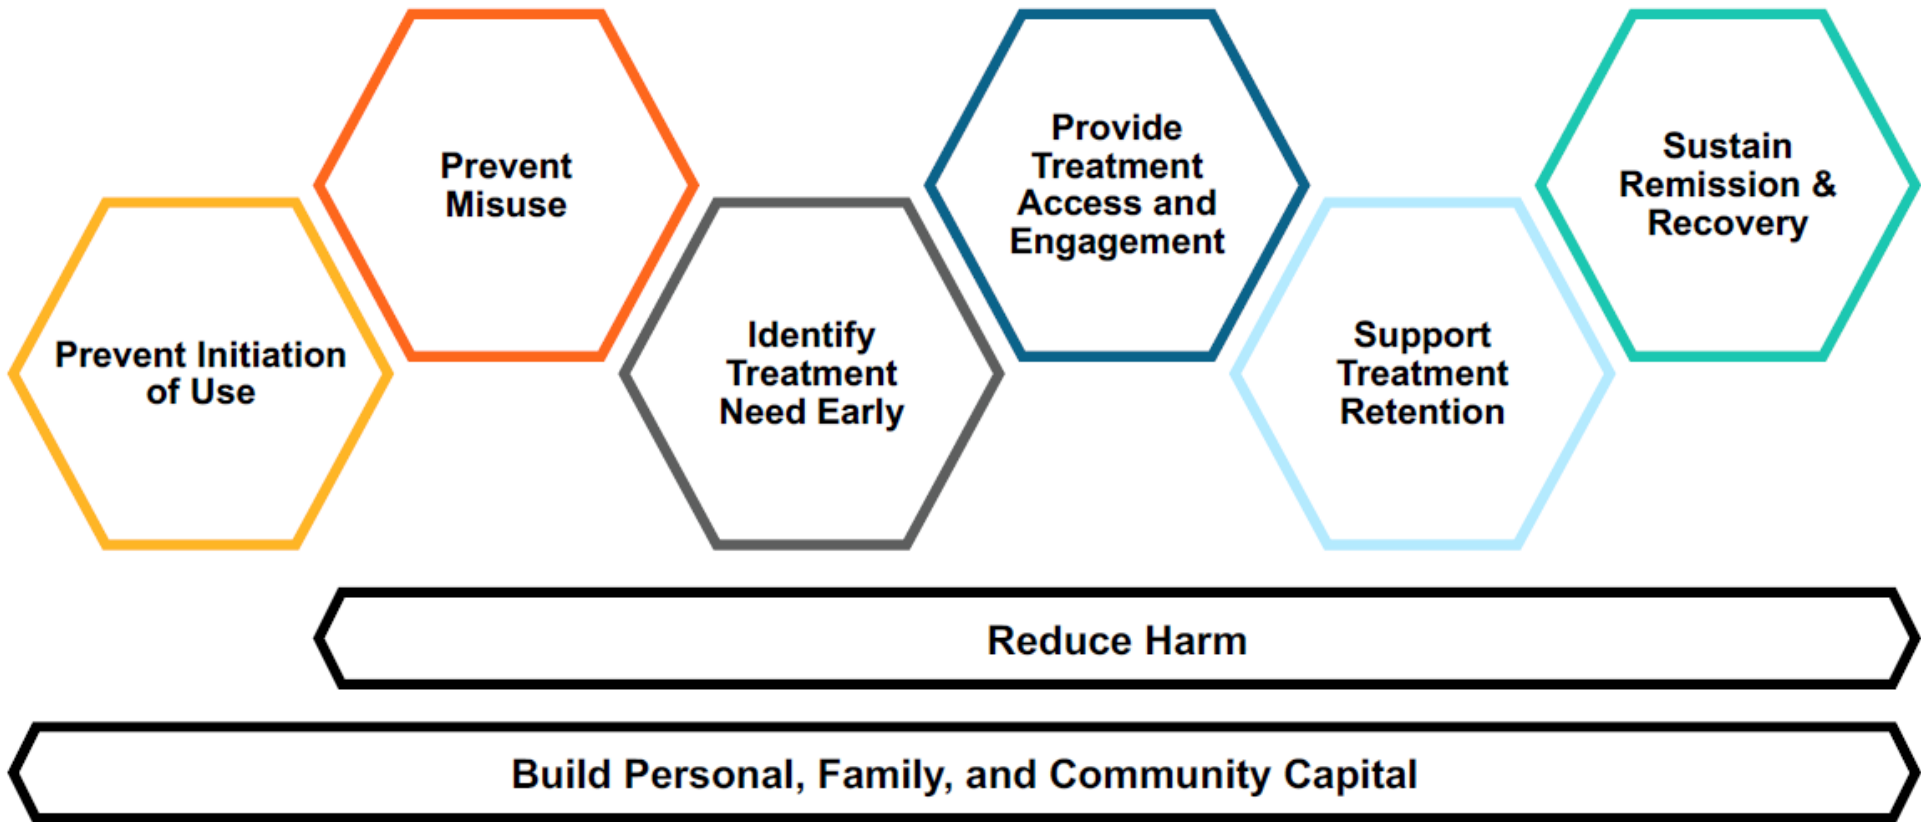 Prevent Initiation
of Use
Prevent
Misuse
Identify
Treatment
Need Early
Provide
Treatment
Access and
Engagement
Support
Treatment
Retention
Sustain
Remission &
Recovery
Reduce Harm
Build Personal, Family, and Community Capital